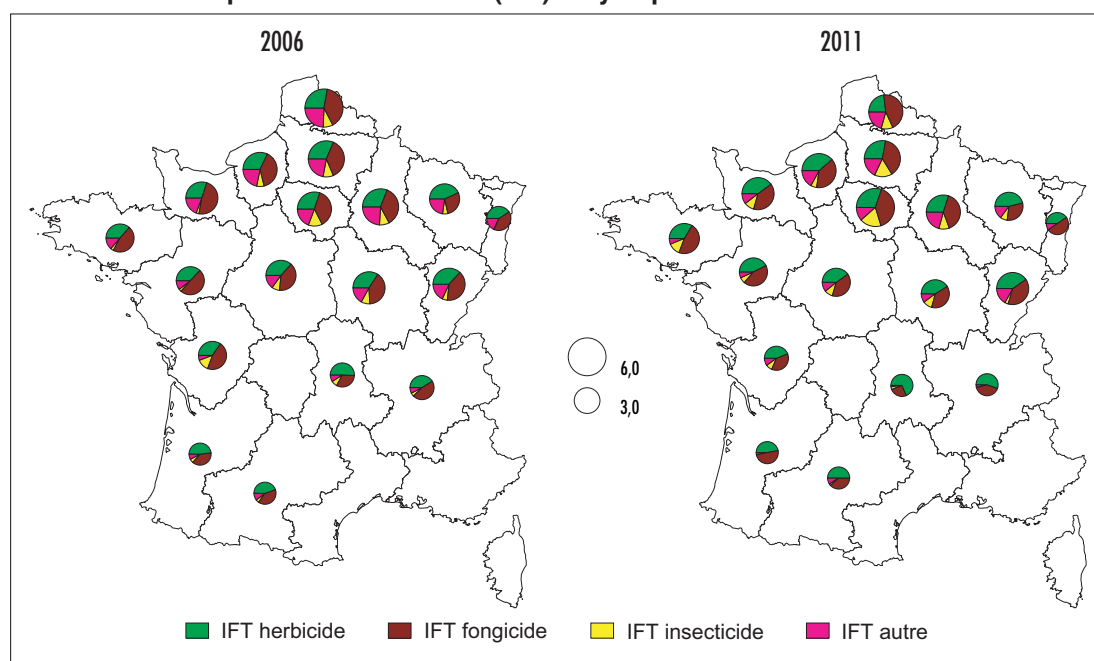 2006
2011
6,0
3,0
IFT herbicide
IFT fongicide
IFT insecticide
IFT autre